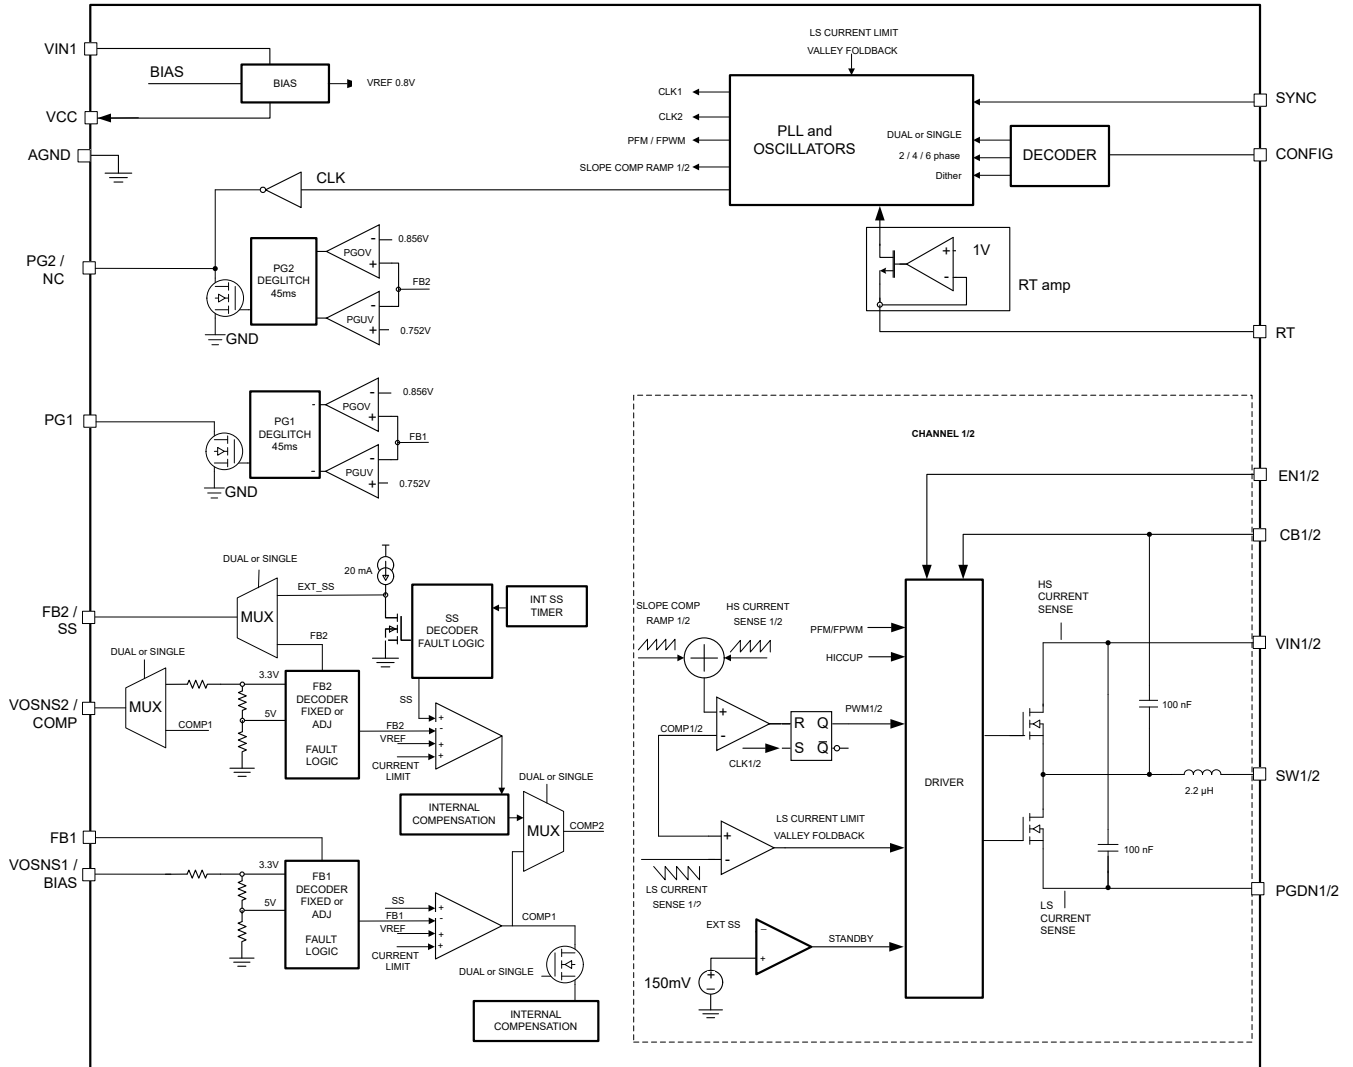 VIN1
BIAS
BIAS
VREF 0.8V
VCC
AGND
CLK
PG2 /
NC
PG2
DEGLITCH
45ms
PGOV
-
+
0.856V
FB2
PGUV
-
+
0.752V
GND
PG1
PG1
DEGLITCH
45ms
-
-
PGOV
-
+
0.856V
FB1
PGUV
-
+
0.752V
GND
LS CURRENT LIMIT
VALLEY FOLDBACK
CLK1
CLK2
PFM / FPWM
SLOPE COMP RAMP 1/2
PLL and
OSCILLATORS
DUAL or SINGLE
2 / 4 / 6 phase
Dither
DECODER
SYNC
CONFIG
+
-
1V
RT amp
RT
DUAL or SINGLE
20 mA
EXT_SS
MUX
FB2
FB2 /
SS
SS
DECODER
FAULT LOGIC
INT SS
TIMER
DUAL or SINGLE
MUX
COMP1
VOSNS2 /
COMP
3.3V
5V
FB2
DECODER
FIXED or
ADJ
FAULT
LOGIC
SS
FB2
VREF
CURRENT
LIMIT
+
-
+
+
INTERNAL
COMPENSATION
DUAL or SINGLE
MUX
COMP2
FB1
VOSNS1 /
BIAS
3.3V
5V
FB1
DECODER
FIXED or
ADJ
FAULT
LOGIC
SS
FB1
VREF
CURRENT
LIMIT
+
-
+
+
COMP1
DUAL or SINGLE
INTERNAL
COMPENSATION
CHANNEL 1/2
EN1/2
CB1/2
SLOPE COMP
RAMP 1/2
HS CURRENT
SENSE 1/2
PFM/FPWM
HICCUP
+
-
COMP1/2
R Q
S Q
CLK1/2
PWM1/2
+
-
LS CURRENT LIMIT
VALLEY FOLDBACK
LS CURRENT
SENSE 1/2
EXT SS
-
+
STANDBY
150mV
+
-
DRIVER
HS
CURRENT
SENSE
VIN1/2
100 nF
SW1/2
2.2 µH
100 nF
LS
CURRENT
SENSE
PGDN1/2